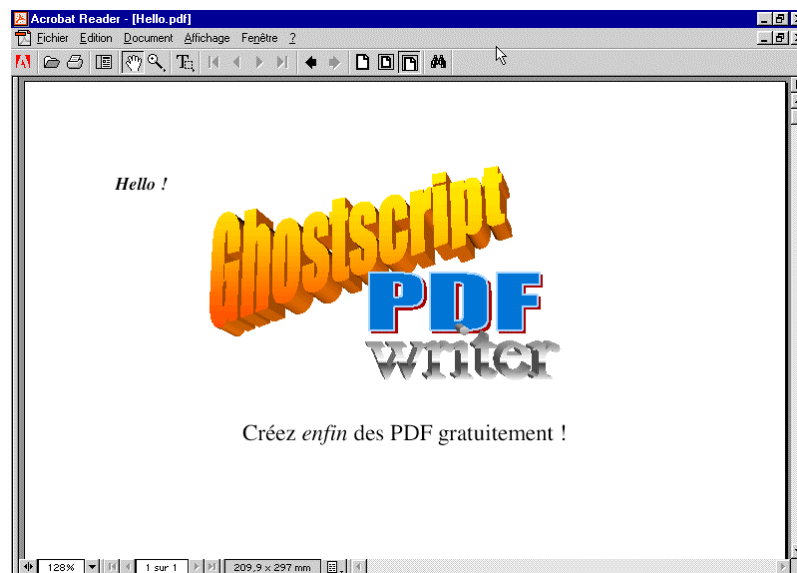 Acrobat Reader - [Hello.pdf]
Fichier Edition Document Affichage Fenêtre ?
Hello !
Ghostscript
PDF
writer
Créez enfin des PDF gratuitement !
128% 1 sur 1 209,9 x 297 mm